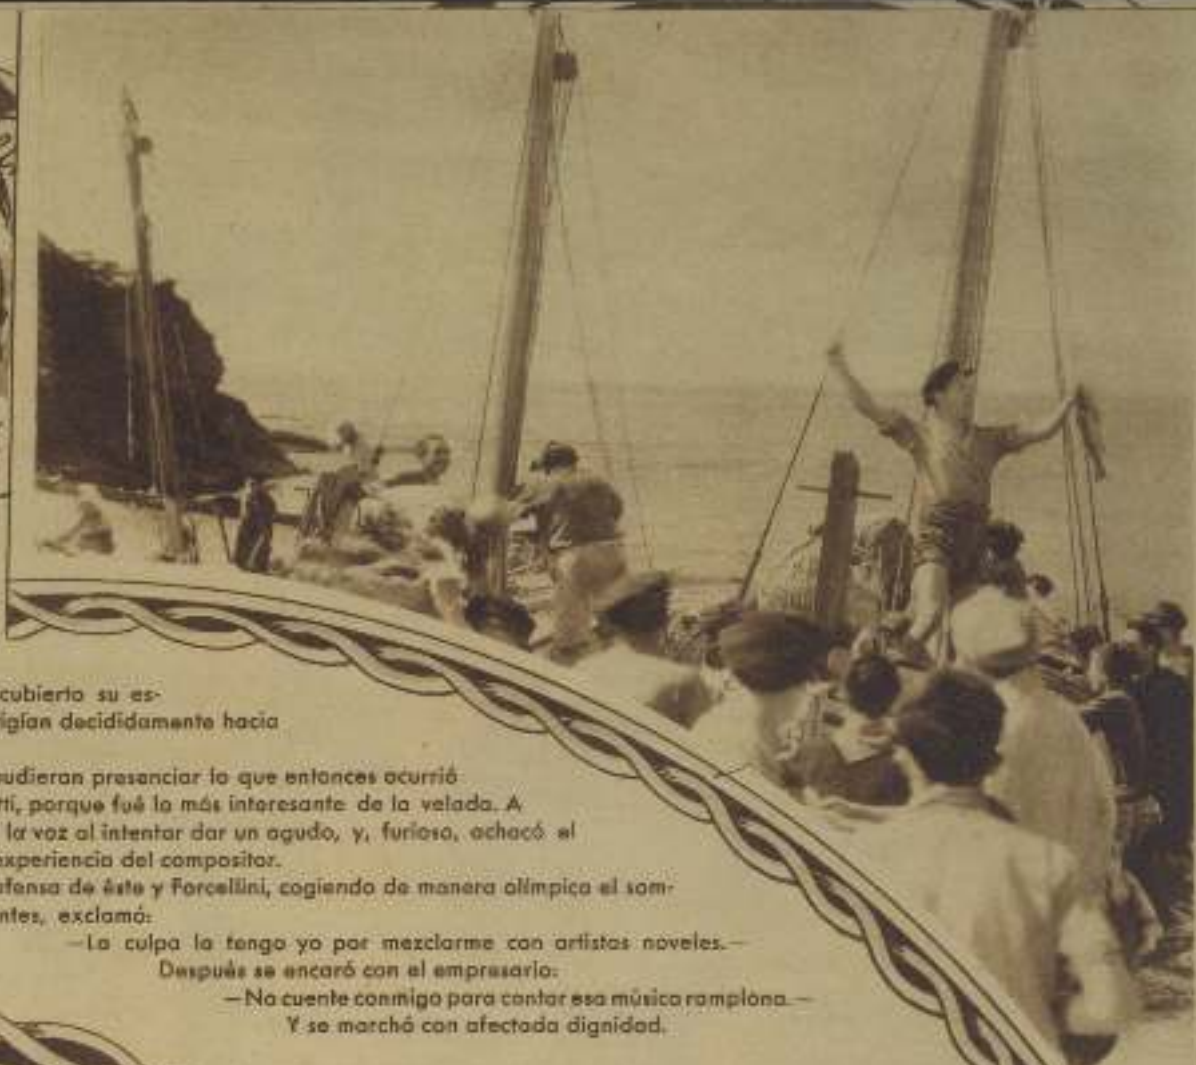 cubierto su es-
igían decididamente hacia
pudieran presenciar lo que entonces ocurrió
tti, porque fué lo más interesante de la velada. A
la voz al intentar dar un agudo, y, furioso, achacó el
experiencia del compositor.
efensa de éste y Forcellini, cogiendo de manera olímpica el som-
ntes, exclamó:
—La culpa la tengo yo por mezclarme con artistas noveles.—
Después se encaró con el empresario:
—No cuente conmigo para cantar esa música ramplona.—
Y se marchó con afectada dignidad.